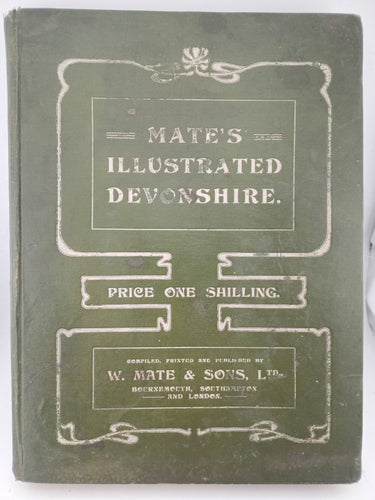 MATE'S
ILLUSTRATED
DEVONSHIRE.
PRICE ONE SHILLING.
COMPILED, PRINTED AND PUBLISHED BY
W. MATE & SONS, LTD.,
BOURNEMOUTH, SOUTHAMPTON
AND LONDON.